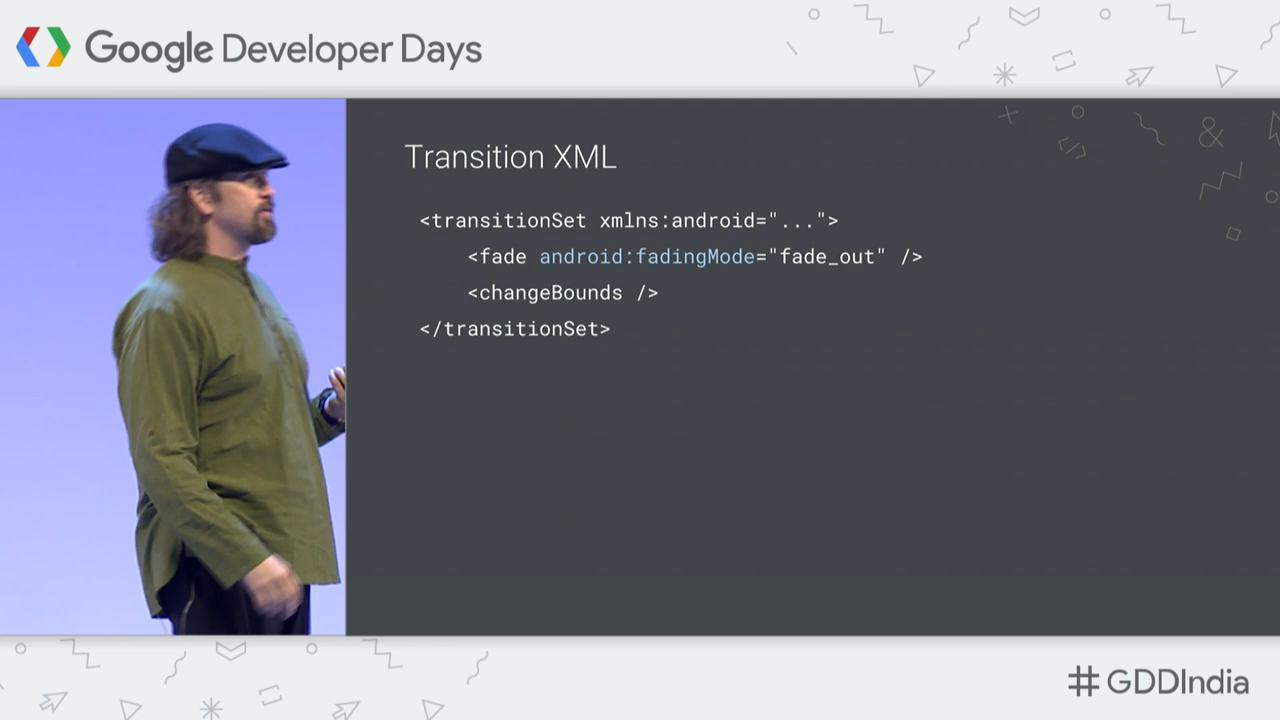 Google Developer Days
Transition XML
<transitionSet xmlns:android="...">
    <fade android:fadingMode="fade_out" />
    <changeBounds />
</transitionSet>
#GDDIndia